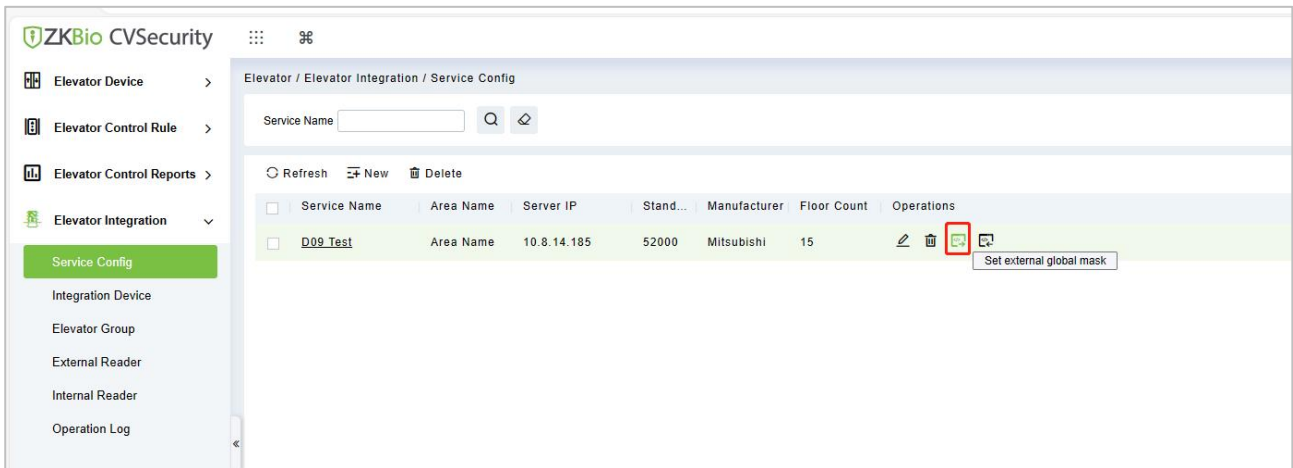 ZKBio CVSecurity
Elevator Device
Elevator Control Rule
Elevator Control Reports
Elevator Integration
Service Config
Integration Device
Elevator Group
External Reader
Internal Reader
Operation Log
Elevator / Elevator Integration / Service Config
Service Name
Refresh New Delete
Service Name Area Name Server IP Stand... Manufacturer Floor Count Operations
D09 Test Area Name 10.8.14.185 52000 Mitsubishi 15
Set external global mask